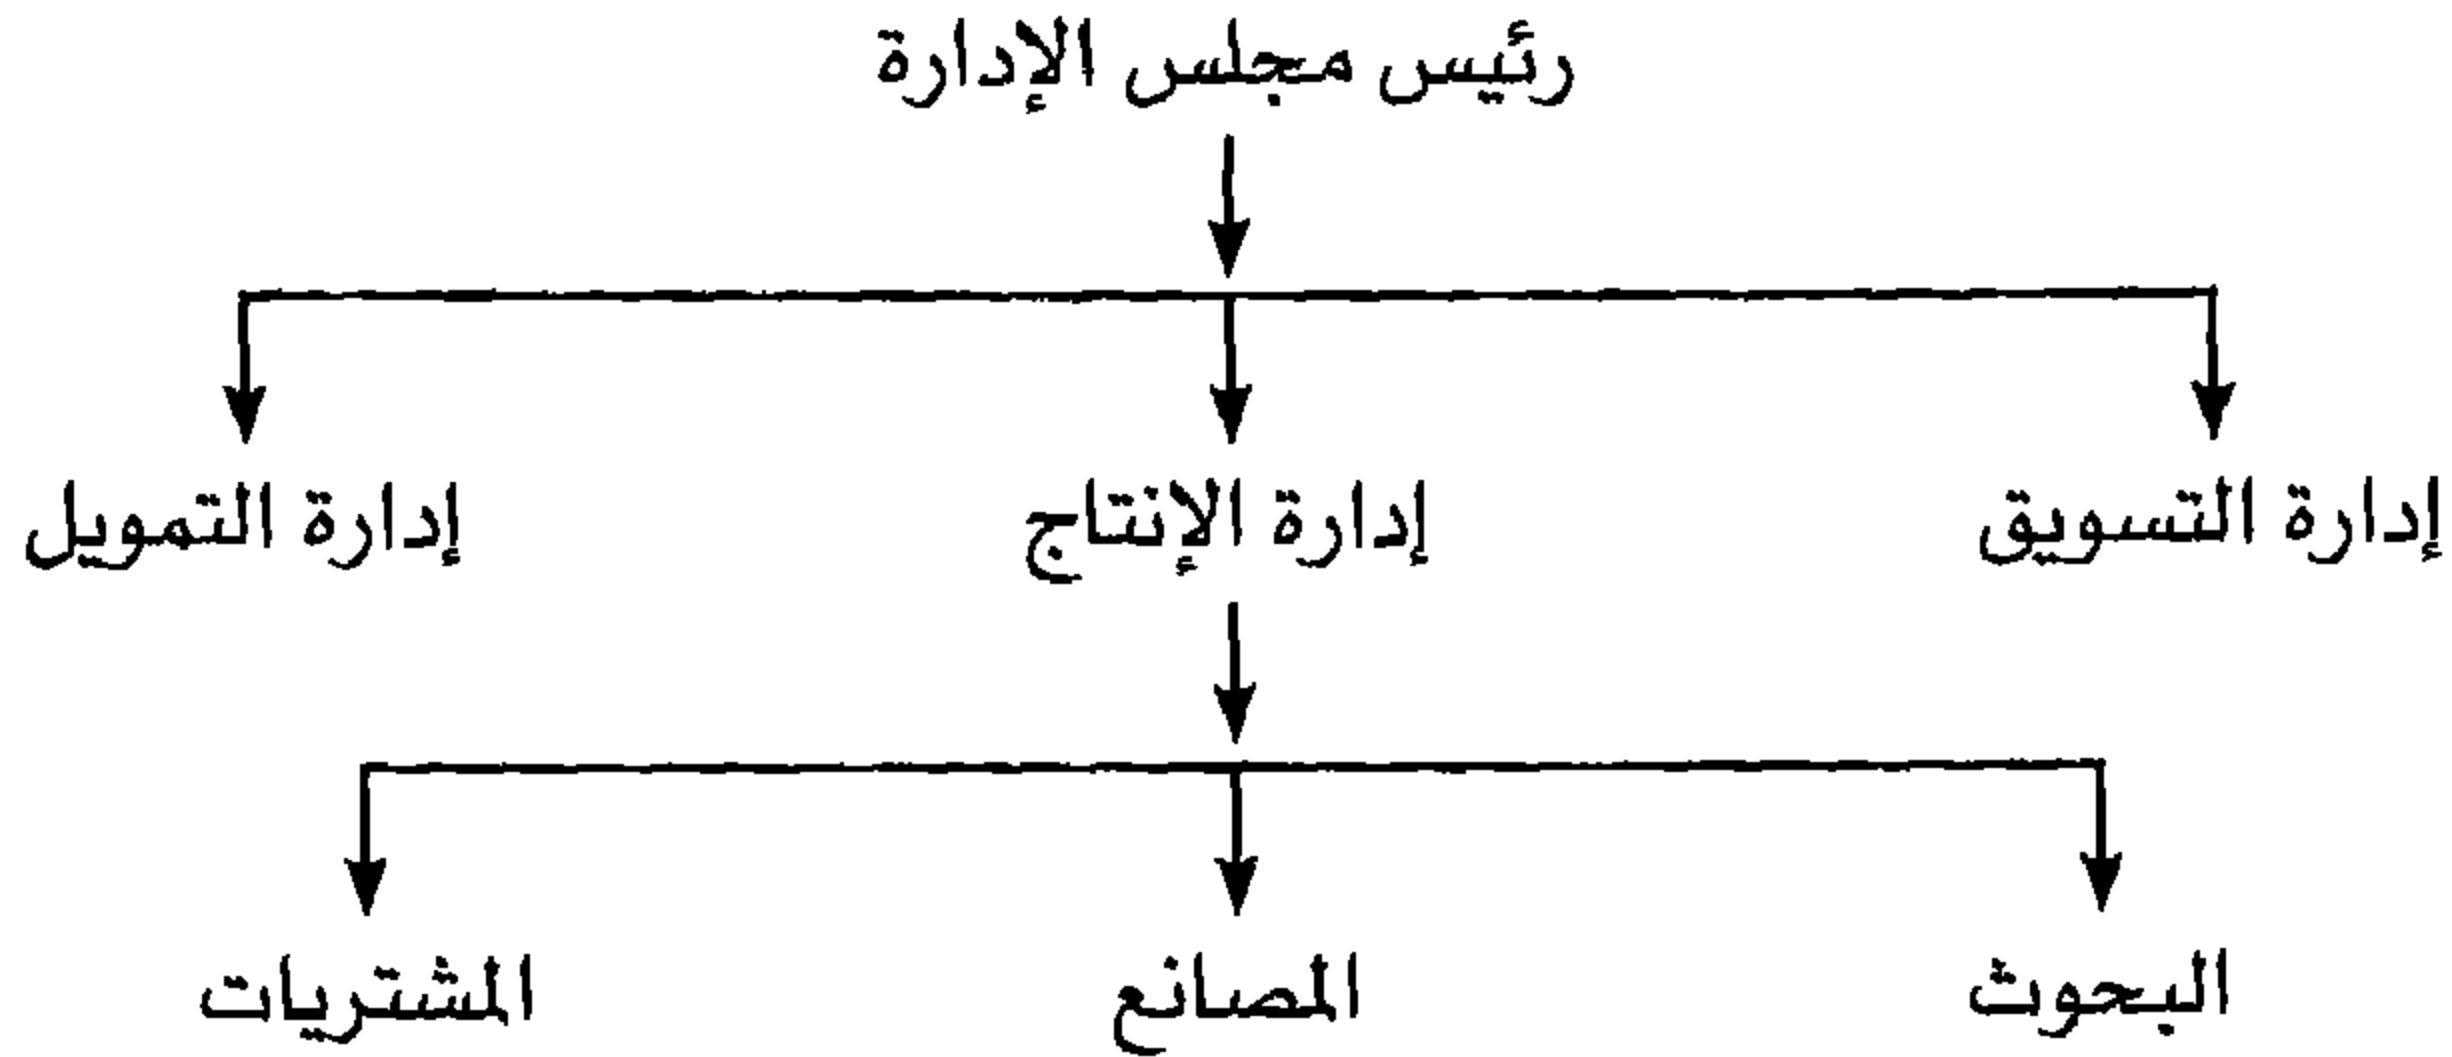 رئيس مجلس الإدارة
إدارة التسويق إدارة الإنتاج إدارة التمويل
البحوث المصانع المشتريات